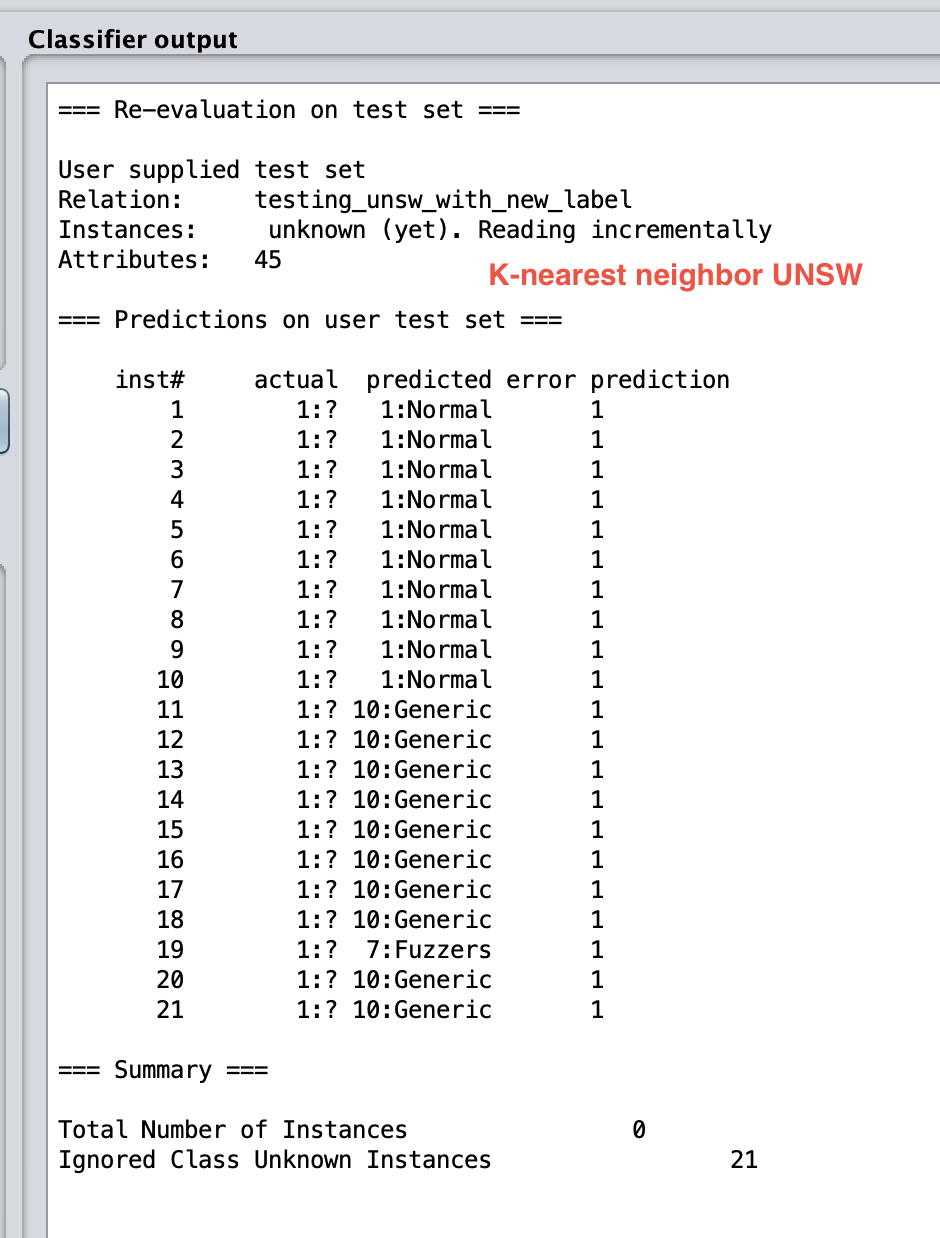 Classifier output
=== Re-evaluation on test set ===
User supplied test set
Relation:     testing_unsw_with_new_label
Instances:     unknown (yet). Reading incrementally
Attributes:   45
K-nearest neighbor UNSW
=== Predictions on user test set ===
    inst#     actual  predicted error prediction
        1        1:?   1:Normal       1
        2        1:?   1:Normal       1
        3        1:?   1:Normal       1
        4        1:?   1:Normal       1
        5        1:?   1:Normal       1
        6        1:?   1:Normal       1
        7        1:?   1:Normal       1
        8        1:?   1:Normal       1
        9        1:?   1:Normal       1
       10        1:?   1:Normal       1
       11        1:? 10:Generic       1
       12        1:? 10:Generic       1
       13        1:? 10:Generic       1
       14        1:? 10:Generic       1
       15        1:? 10:Generic       1
       16        1:? 10:Generic       1
       17        1:? 10:Generic       1
       18        1:? 10:Generic       1
       19        1:?  7:Fuzzers       1
       20        1:? 10:Generic       1
       21        1:? 10:Generic       1
=== Summary ===
Total Number of Instances                0
Ignored Class Unknown Instances                 21